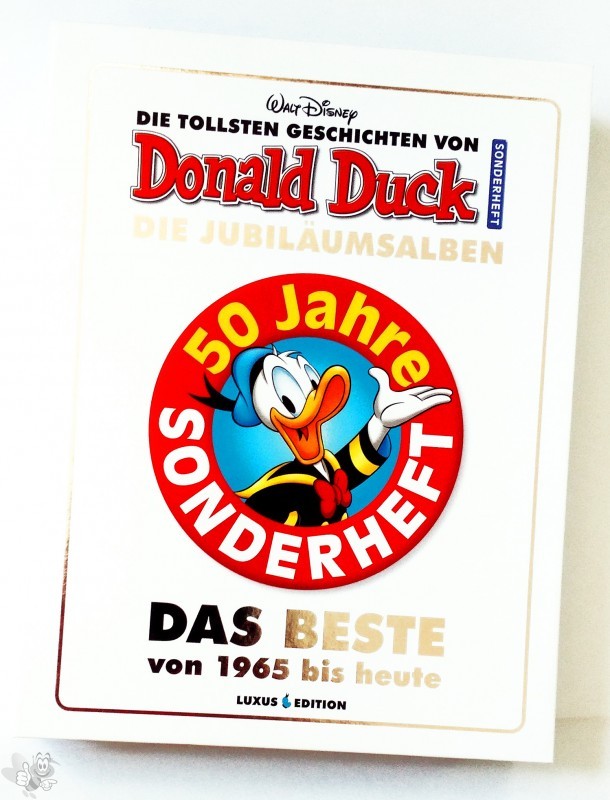 WALT DISNEY
DIE TOLLSTEN GESCHICHTEN VON
Donald Duck
SONDERHEFT
DIE JUBILÄUMSALBEN
50 Jahre
SONDERHEFT
DAS BESTE
von 1965 bis heute
LUXUS EDITION